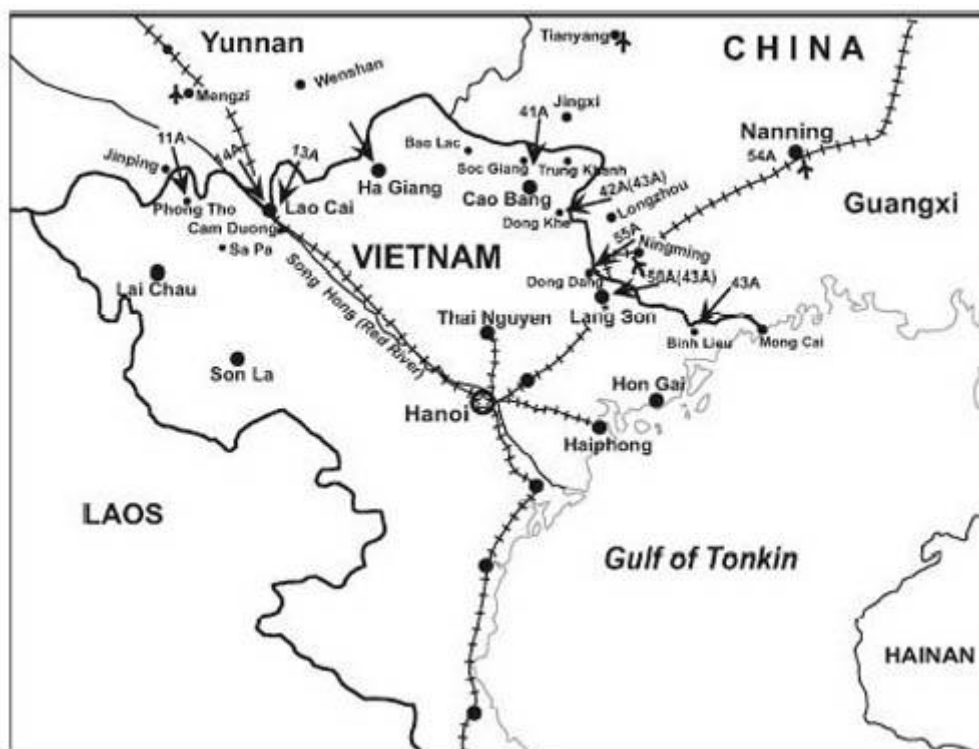 Yunnan
Tianyang
CHINA
Wenshan
Mengzi
Jingxi
41A
11A
14A
13A
Nanning
54A
Jinping
Bao Lac
Soc Giang
Trung Khanh
Ha Giang
Cao Bang
42A(43A)
Longzhou
Phong Tho
Lao Cai
Dong Khe
Guangxi
Cam Duong
55A
Sa Pa
VIETNAM
Ningming
Dong Dang
43A
Lai Chau
Song Hong (Red River)
Lang Son
Thai Nguyen
Binh Lieu
Mong Cai
Son La
Hon Gai
Hanoi
Haiphong
LAOS
Gulf of Tonkin
HAINAN